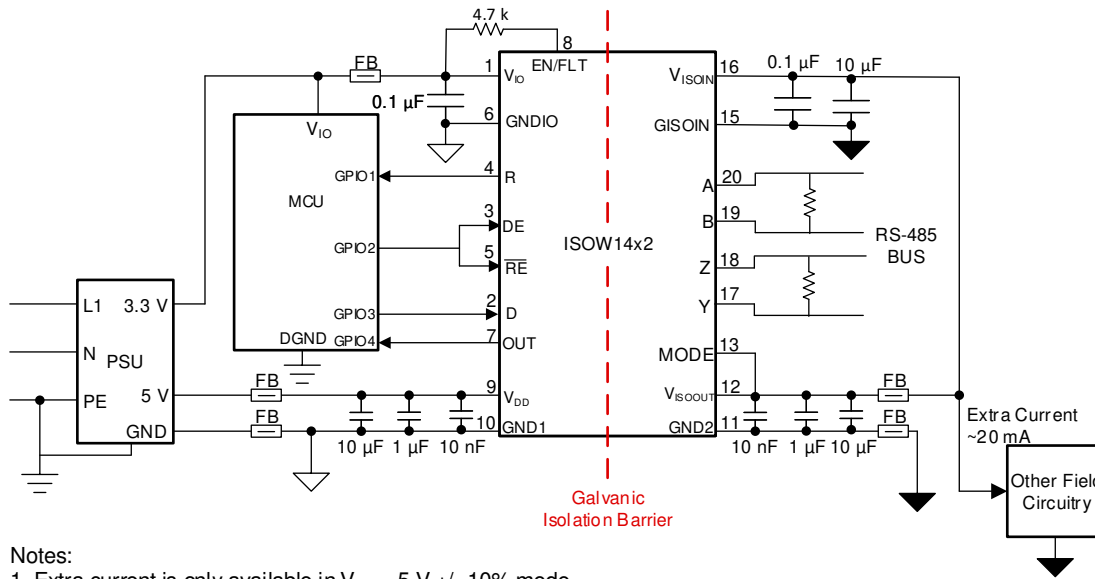 4.7 k
8
EN/FLT
FB
1
V_IO
0.1 µF
6
GNDIO
V_IO
MCU
GPIO1
4
R
3
DE
GPIO2
5
RE
GPIO3
2
D
DGND
GPIO4
7
OUT
ISOW14x2
16
V_ISOIN
0.1 µF
10 µF
15
GISOIN
20
A
19
B
RS-485
BUS
18
Z
17
Y
13
MODE
12
V_ISOOUT
FB
11
GND2
FB
10 nF
1 µF
10 µF
L1
3.3 V
N
PSU
PE
5 V
GND
FB
FB
9
V_DD
10
GND1
10 µF
1 µF
10 nF
Galvanic
Isolation Barrier
Extra Current
~20 mA
Other Field
Circuitry
Notes: